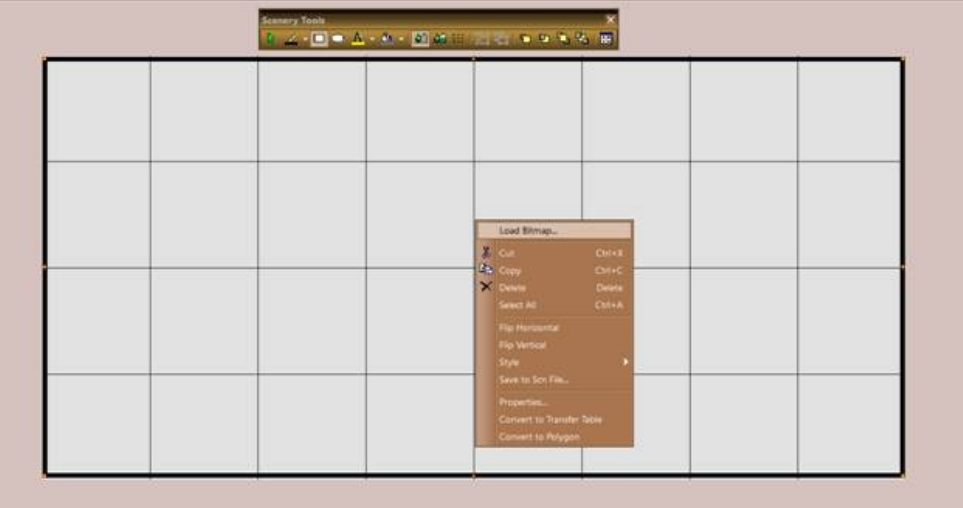 Scenery Tools
A
Load Bitmap...
Cut Ctrl+X
Copy Ctrl+C
Delete Delete
Select All Ctrl+A
Flip Horizontal
Flip Vertical
Style
Save to Scn File...
Properties...
Convert to Transfer Table
Convert to Polygon